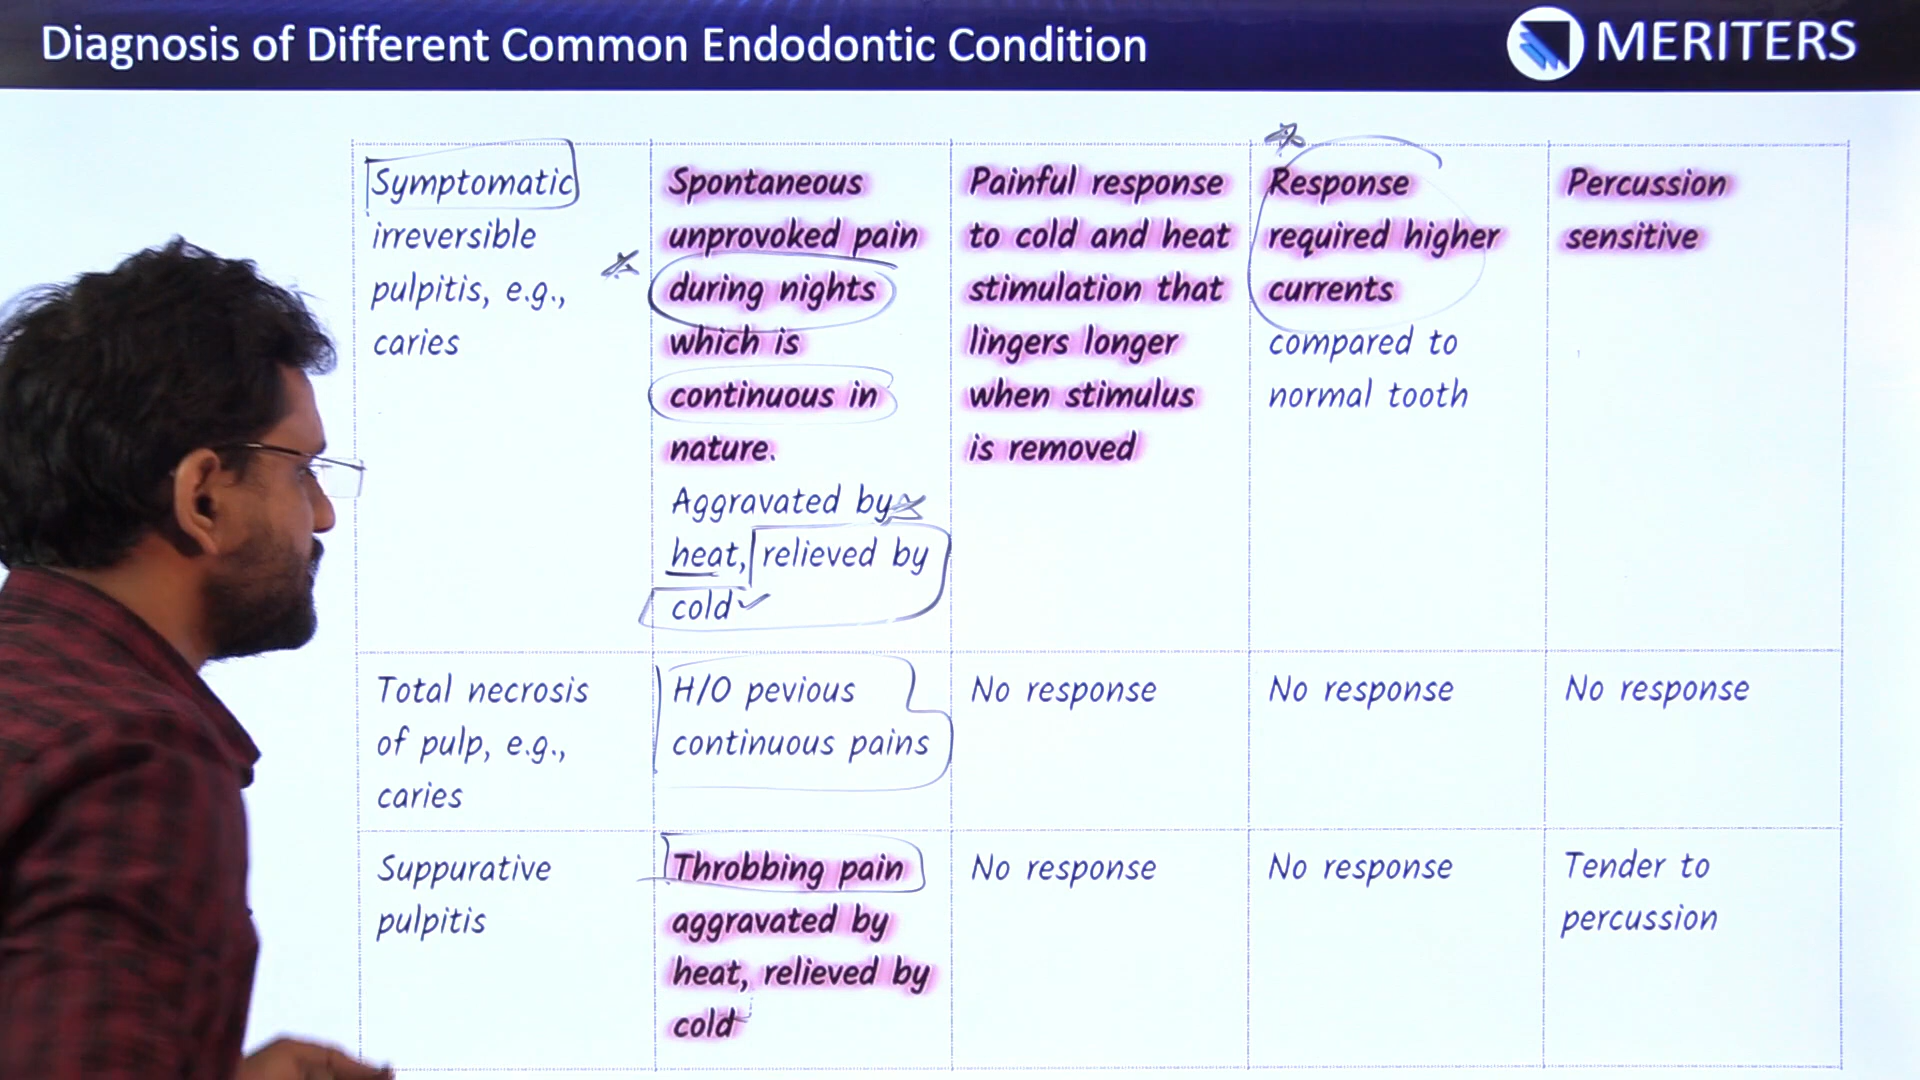 Diagnosis of Different Common Endodontic Condition
MERITERS
Symptomatic
irreversible
pulpitis, e.g.,
caries
Spontaneous
unprovoked pain
during nights
which is
continuous in
nature.
Aggravated by
heat, relieved by
cold
Painful response
to cold and heat
stimulation that
lingers longer
when stimulus
is removed
Response
required higher
currents
compared to
normal tooth
Percussion
sensitive
Total necrosis
of pulp, e.g.,
caries
H/O pevious
continuous pains
No response
No response
No response
Suppurative
pulpitis
Throbbing pain
aggravated by
heat, relieved by
cold
No response
No response
Tender to
percussion